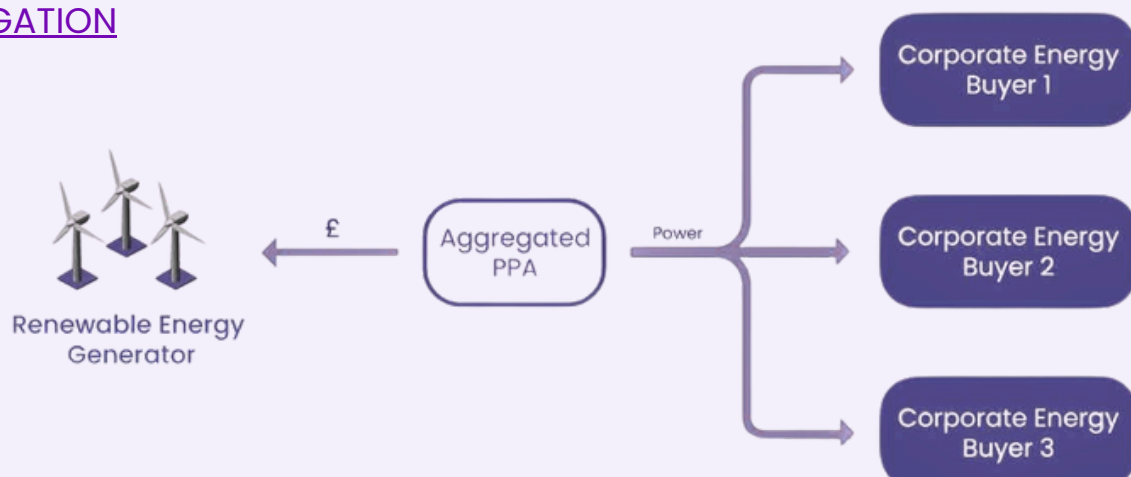 GATION
Corporate Energy
Buyer 1
£
Aggregated
PPA
Power
Corporate Energy
Buyer 2
Renewable Energy
Generator
Corporate Energy
Buyer 3